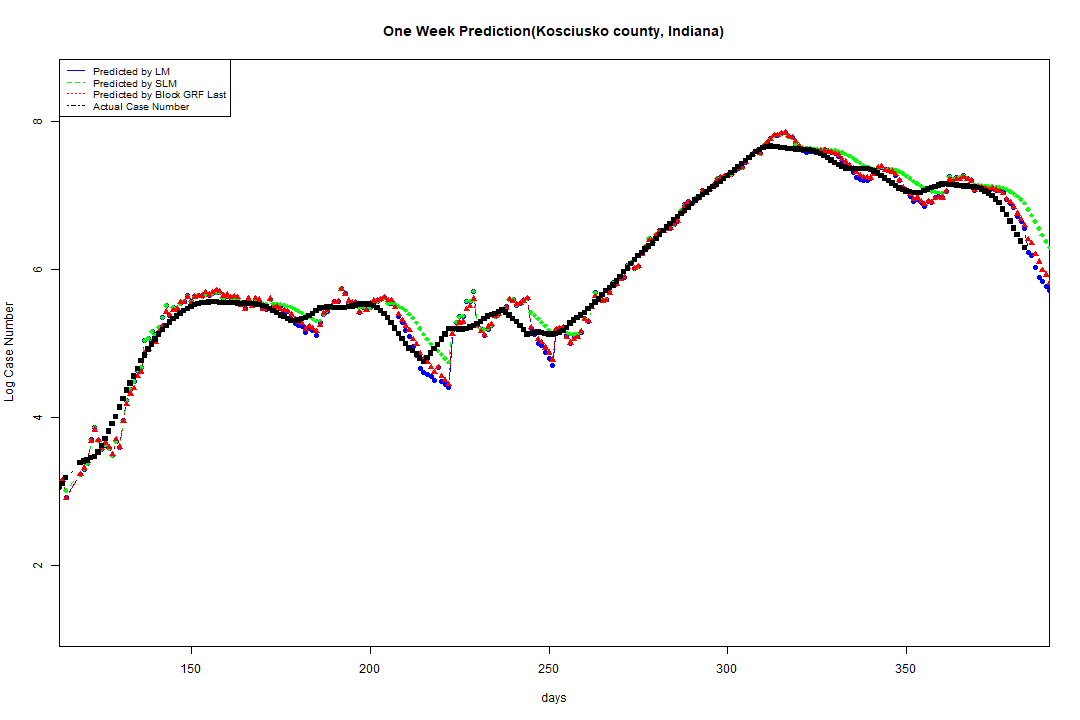 One Week Prediction(Kosciusko county, Indiana)
Predicted by LM
Predicted by SLM
Predicted by Block GRF Last
Actual Case Number
8
6
4
2
Log Case Number
150 200 250 300 350
days